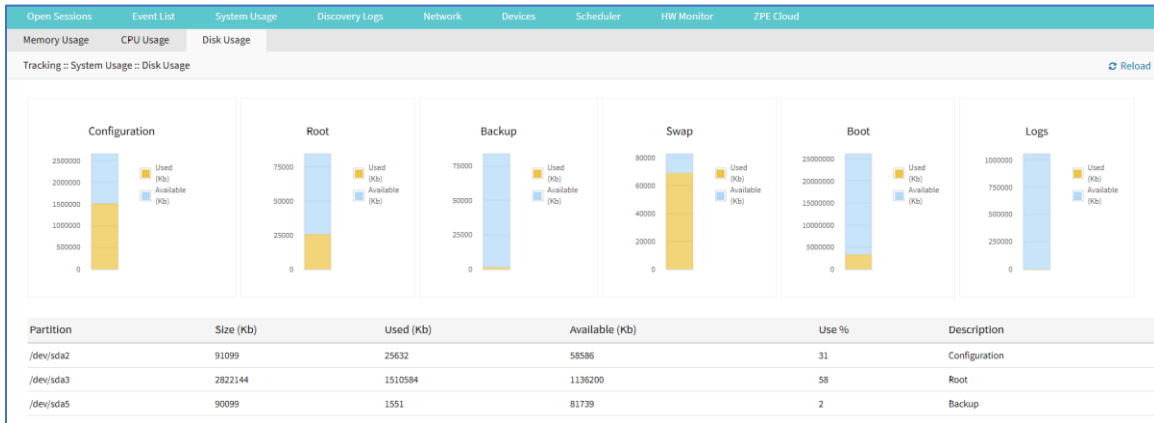 Open Sessions Event List System Usage Discovery Logs Network Devices Scheduler HW Monitor ZPE Cloud
Memory Usage CPU Usage Disk Usage
Tracking :: System Usage :: Disk Usage Reload
Configuration
2500000
2000000
1500000
1000000
500000
0
Used
(Kb)
Available
(Kb)
Root
75000
50000
25000
0
Used
(Kb)
Available
(Kb)
Backup
75000
50000
25000
0
Used
(Kb)
Available
(Kb)
Swap
80000
60000
40000
20000
0
Used
(Kb)
Available
(Kb)
Boot
25000000
20000000
15000000
10000000
5000000
0
Used
(Kb)
Available
(Kb)
Logs
1000000
750000
500000
250000
0
Used
(Kb)
Available
(Kb)
Partition Size (Kb) Used (Kb) Available (Kb) Use % Description
/dev/sda2 91099 25632 58586 31 Configuration
/dev/sda3 2822144 1510584 1136200 58 Root
/dev/sda5 90099 1551 81739 2 Backup